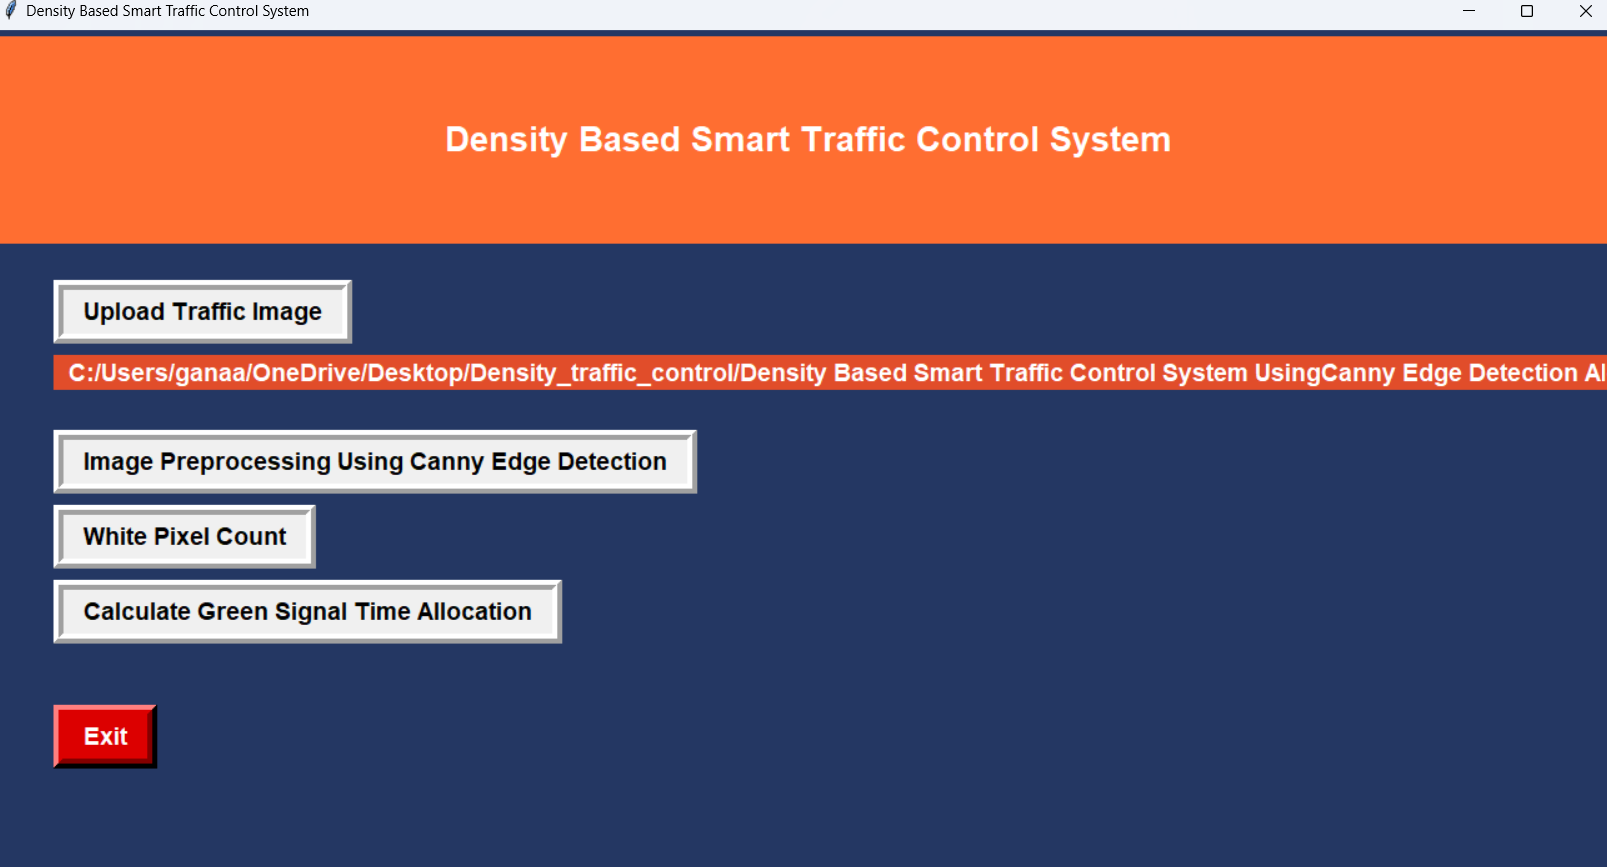 Density Based Smart Traffic Control System
Density Based Smart Traffic Control System
Upload Traffic Image
C:/Users/ganaa/OneDrive/Desktop/Density_traffic_control/Density Based Smart Traffic Control System UsingCanny Edge Detection Al
Image Preprocessing Using Canny Edge Detection
White Pixel Count
Calculate Green Signal Time Allocation
Exit